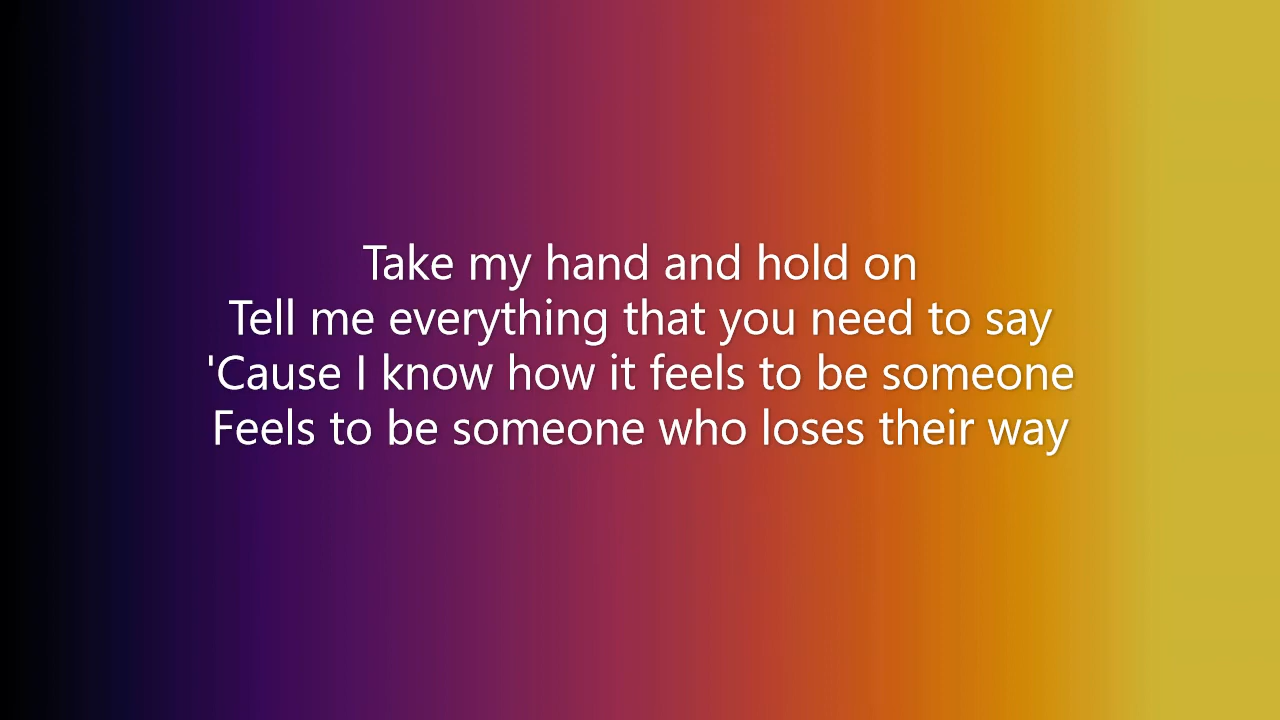 Take my hand and hold on
Tell me everything that you need to say
'Cause I know how it feels to be someone
Feels to be someone who loses their way